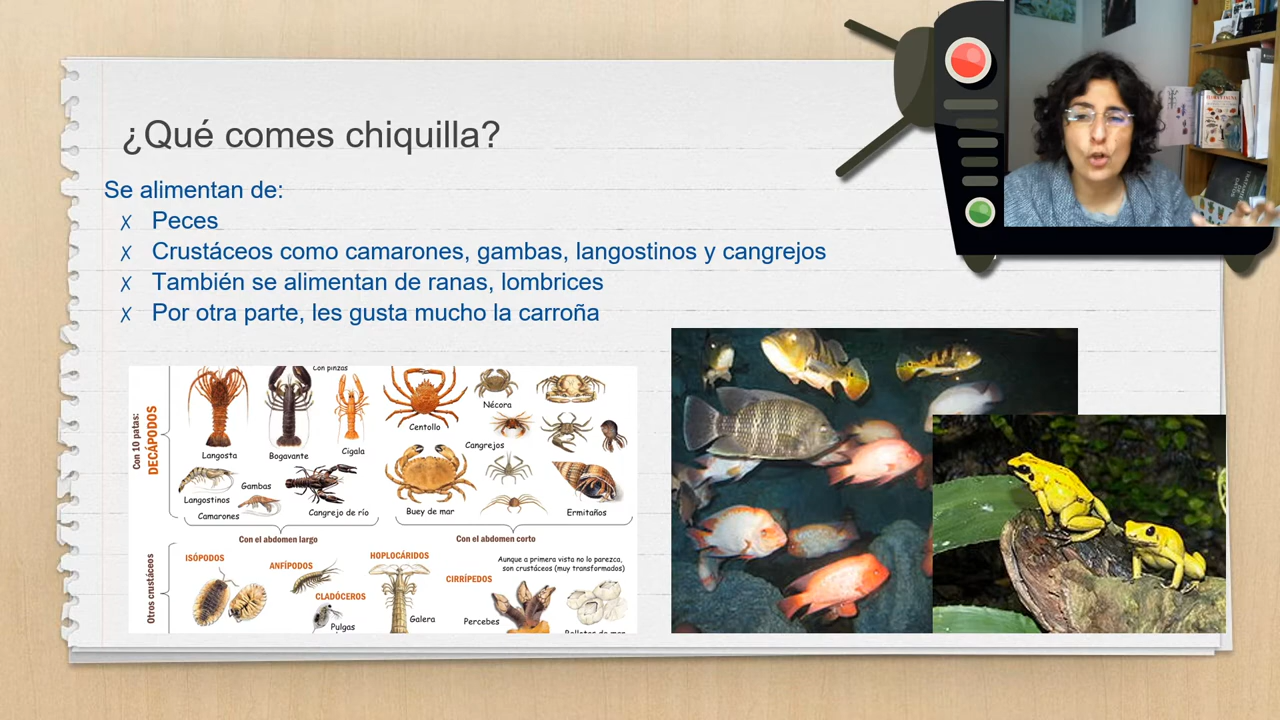 ¿Qué comes chiquilla?
Se alimentan de:
✗ Peces
✗ Crustáceos como camarones, gambas, langostinos y cangrejos
✗ También se alimentan de ranas, lombrices
✗ Por otra parte, les gusta mucho la carroña
Con 10 patas:
DECÁPODOS
Con pinzas
Langosta
Bogavante
Cigala
Langostinos
Gambas
Camarones
Cangrejo de río
Centollo
Nécora
Cangrejos
Buey de mar
Ermitaños
Con el abdomen largo
Con el abdomen corto
Otros crustáceos
ISÓPODOS
ANFÍPODOS
CLADÓCEROS
Pulgas
HOPLOCÁRIDOS
Galera
CIRRÍPEDOS
Percebes
Aunque a primera vista no lo parezca,
son crustáceos (muy transformados)